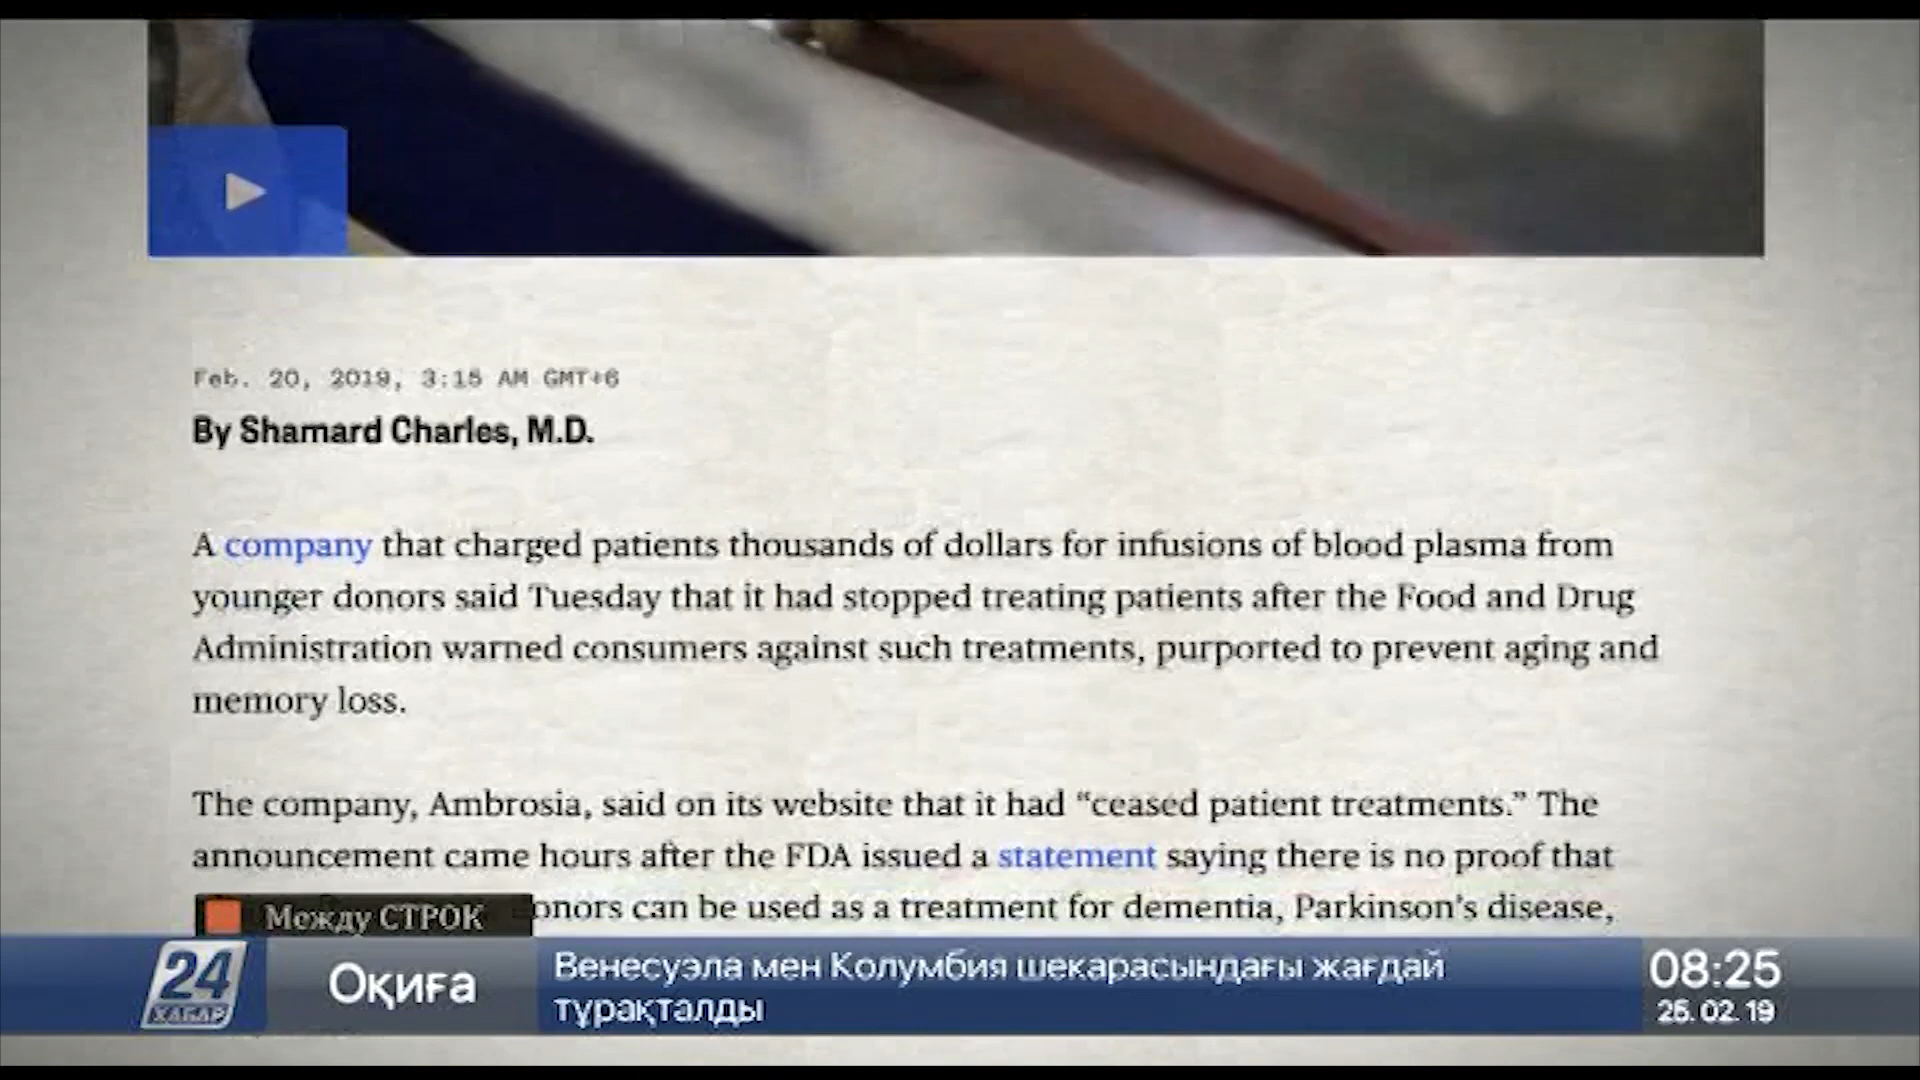 Feb. 20, 2019, 3:15 AM GMT+6
By Shamard Charles, M.D.
A company that charged patients thousands of dollars for infusions of blood plasma from
younger donors said Tuesday that it had stopped treating patients after the Food and Drug
Administration warned consumers against such treatments, purported to prevent aging and
memory loss.
The company, Ambrosia, said on its website that it had “ceased patient treatments.” The
announcement came hours after the FDA issued a statement saying there is no proof that
onors can be used as a treatment for dementia, Parkinson's disease,
Между СТРОК
24
ХАБАР
Оқиға
Венесуэла мен Колумбия шекарасындағы жағдай
тұрақталды
08:25
25.02.19